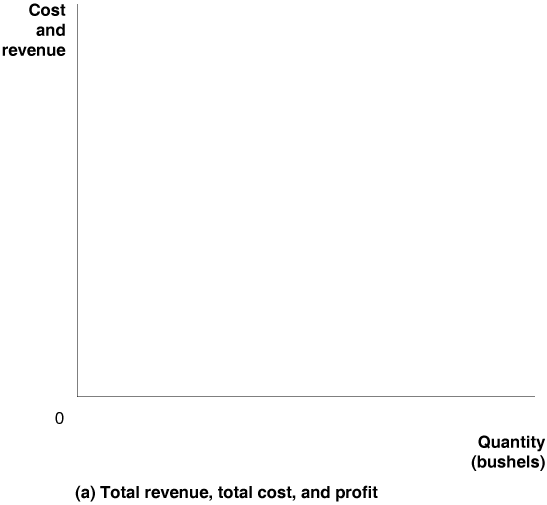 Cost
and
revenue
0
Quantity
(bushels)
(a) Total revenue, total cost, and profit